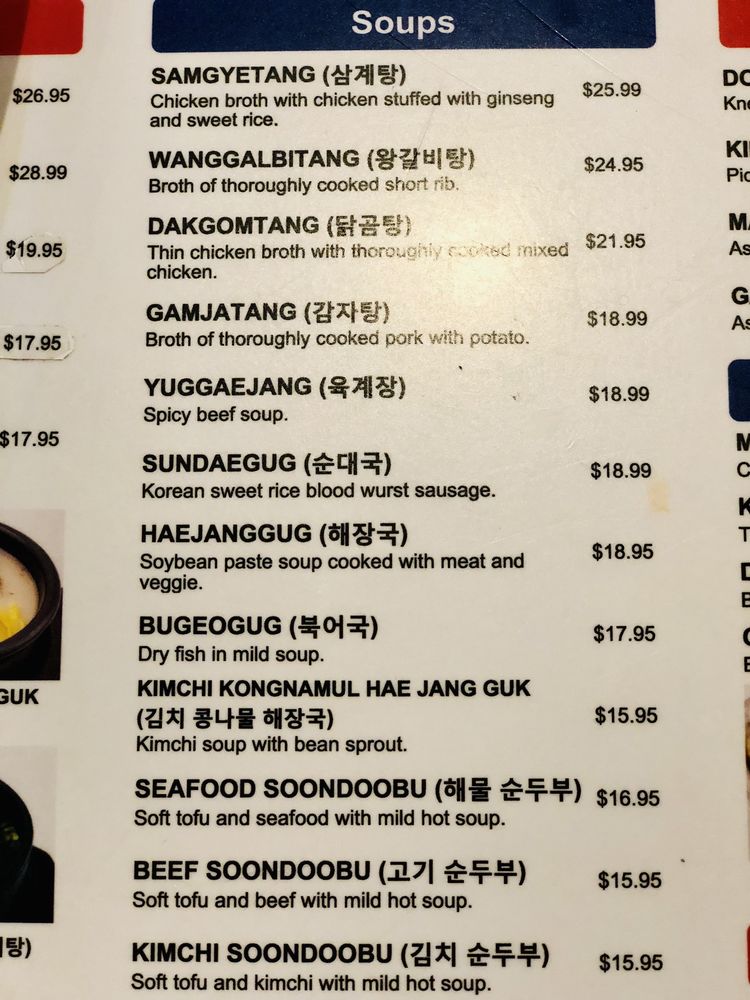 Soups
SAMGYETANG (삼계탕)
Chicken broth with chicken stuffed with ginseng
and sweet rice.
$25.99
WANGGALBITANG (왕갈비탕)
Broth of thoroughly cooked short rib.
$24.95
DAKGOMTANG (닭곰탕)
Thin chicken broth with thoroughly cooked mixed
chicken.
$21.95
GAMJATANG (감자탕)
Broth of thoroughly cooked pork with potato.
$18.99
YUGGAEJANG (육계장)
Spicy beef soup.
$18.99
SUNDAEGUG (순대국)
Korean sweet rice blood wurst sausage.
$18.99
HAEJANGGUG (해장국)
Soybean paste soup cooked with meat and
veggie.
$18.95
BUGEOGUG (북어국)
Dry fish in mild soup.
$17.95
KIMCHI KONGNAMUL HAE JANG GUK
(김치 콩나물 해장국)
Kimchi soup with bean sprout.
$15.95
SEAFOOD SOONDOOBU (해물 순두부)
Soft tofu and seafood with mild hot soup.
$16.95
BEEF SOONDOOBU (고기 순두부)
Soft tofu and beef with mild hot soup.
$15.95
KIMCHI SOONDOOBU (김치 순두부)
Soft tofu and kimchi with mild hot soup.
$15.95
$26.95
$28.99
$19.95
$17.95
$17.95
GUK
탕)